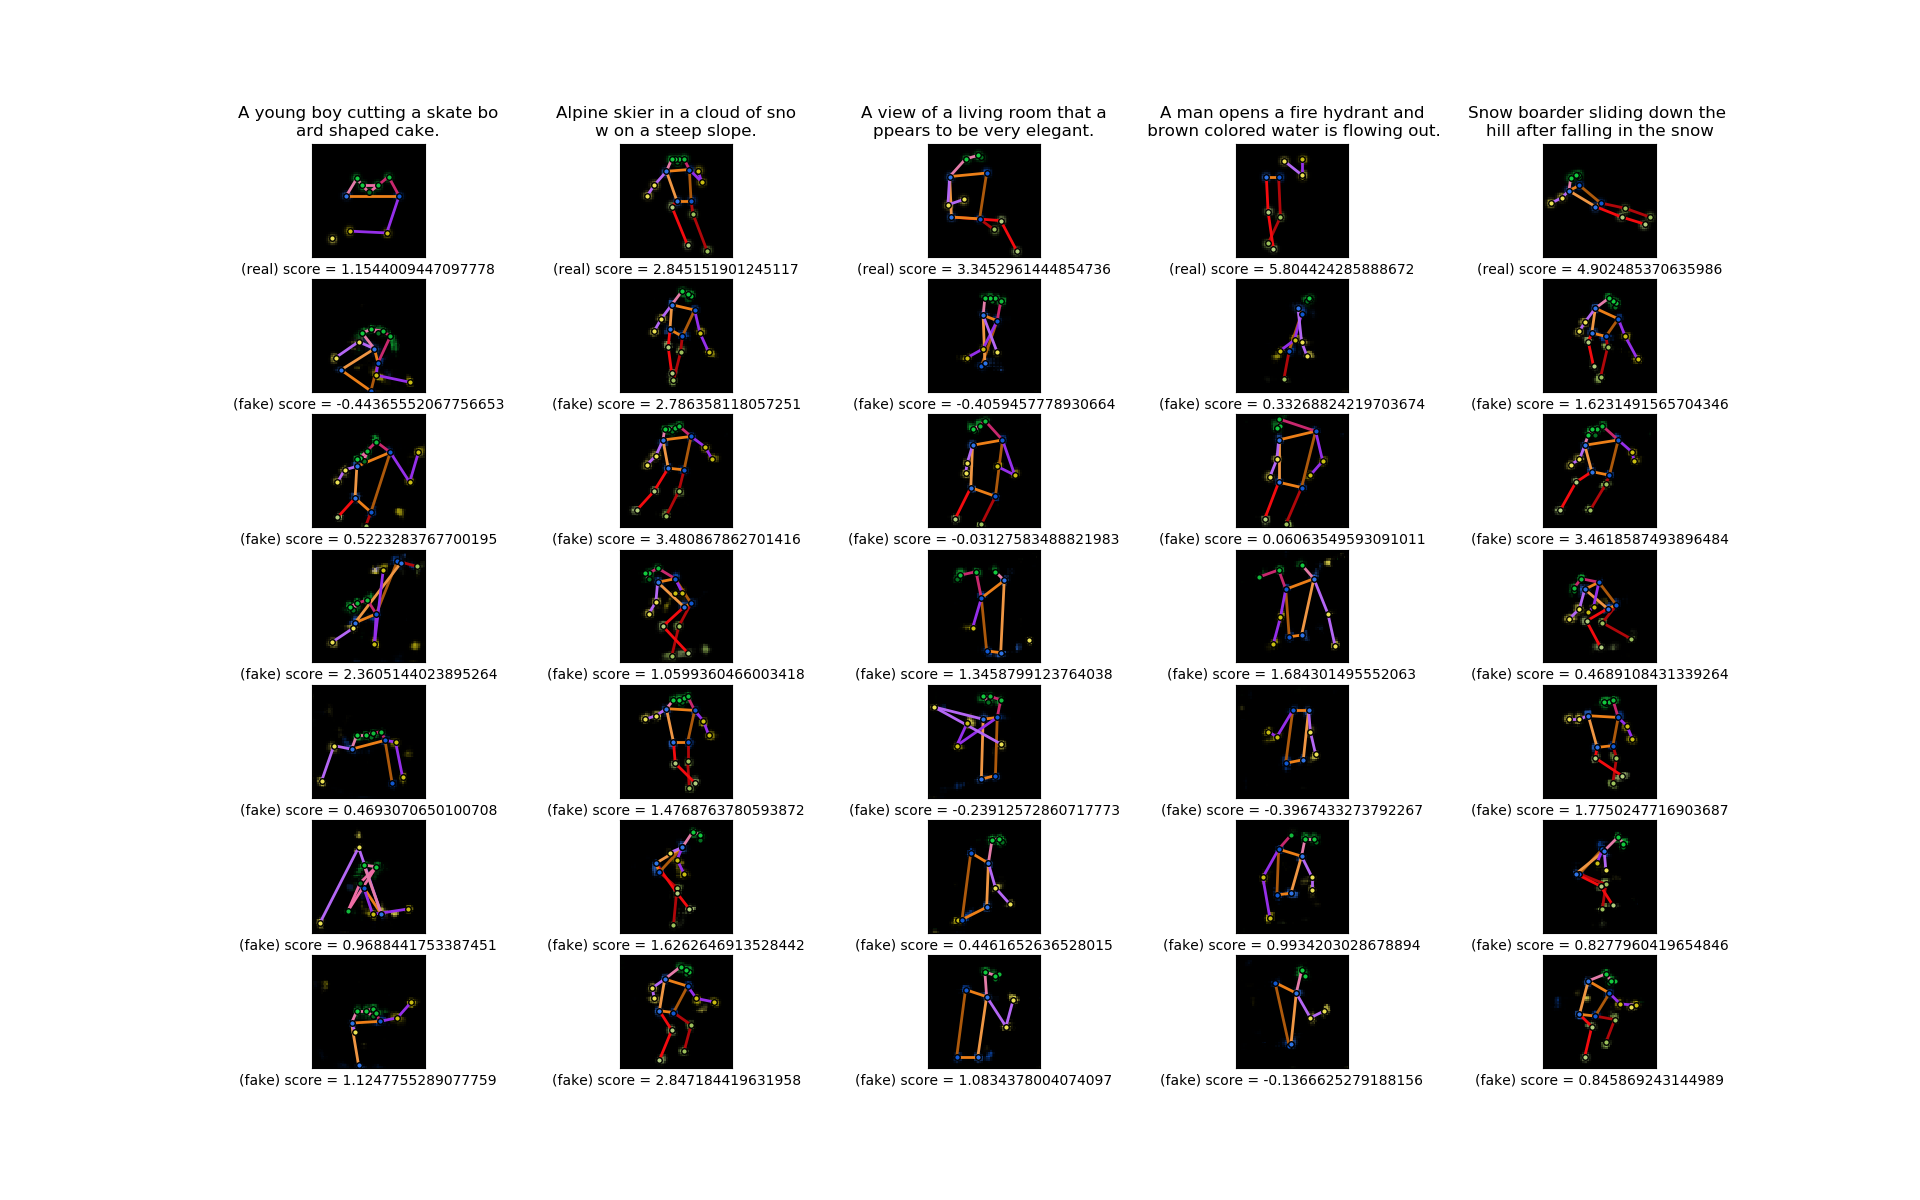 A young boy cutting a skate bo
ard shaped cake.
Alpine skier in a cloud of sno
w on a steep slope.
A view of a living room that a
ppears to be very elegant.
A man opens a fire hydrant and
brown colored water is flowing out.
Snow boarder sliding down the
hill after falling in the snow
(real) score = 1.1544009447097778
(real) score = 2.845151901245117
(real) score = 3.3452961444854736
(real) score = 5.804424285888672
(real) score = 4.902485370635986
(fake) score = -0.44365552067756653
(fake) score = 2.786358118057251
(fake) score = -0.4059457778930664
(fake) score = 0.33268824219703674
(fake) score = 1.6231491565704346
(fake) score = 0.5223283767700195
(fake) score = 3.480867862701416
(fake) score = -0.03127583488821983
(fake) score = 0.06063549593091011
(fake) score = 3.4618587493896484
(fake) score = 2.3605144023895264
(fake) score = 1.0599360466003418
(fake) score = 1.3458799123764038
(fake) score = 1.684301495552063
(fake) score = 0.4689108431339264
(fake) score = 0.4693070650100708
(fake) score = 1.4768763780593872
(fake) score = -0.23912572860717773
(fake) score = -0.3967433273792267
(fake) score = 1.7750247716903687
(fake) score = 0.9688441753387451
(fake) score = 1.6262646913528442
(fake) score = 0.4461652636528015
(fake) score = 0.9934203028678894
(fake) score = 0.8277960419654846
(fake) score = 1.1247755289077759
(fake) score = 2.847184419631958
(fake) score = 1.0834378004074097
(fake) score = -0.1366625279188156
(fake) score = 0.845869243144989